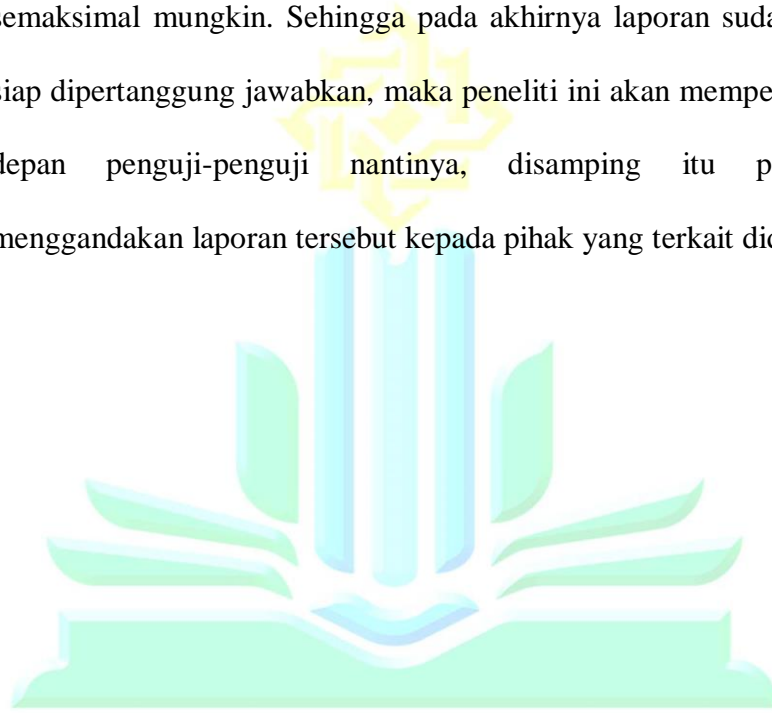 semaksimal mungkin. Sehingga pada akhirnya laporan suda
siap dipertanggung jawabkan, maka peneliti ini akan mempe
depan penguji-penguji nantinya, disamping itu p
menggandakan laporan tersebut kepada pihak yang terkait did